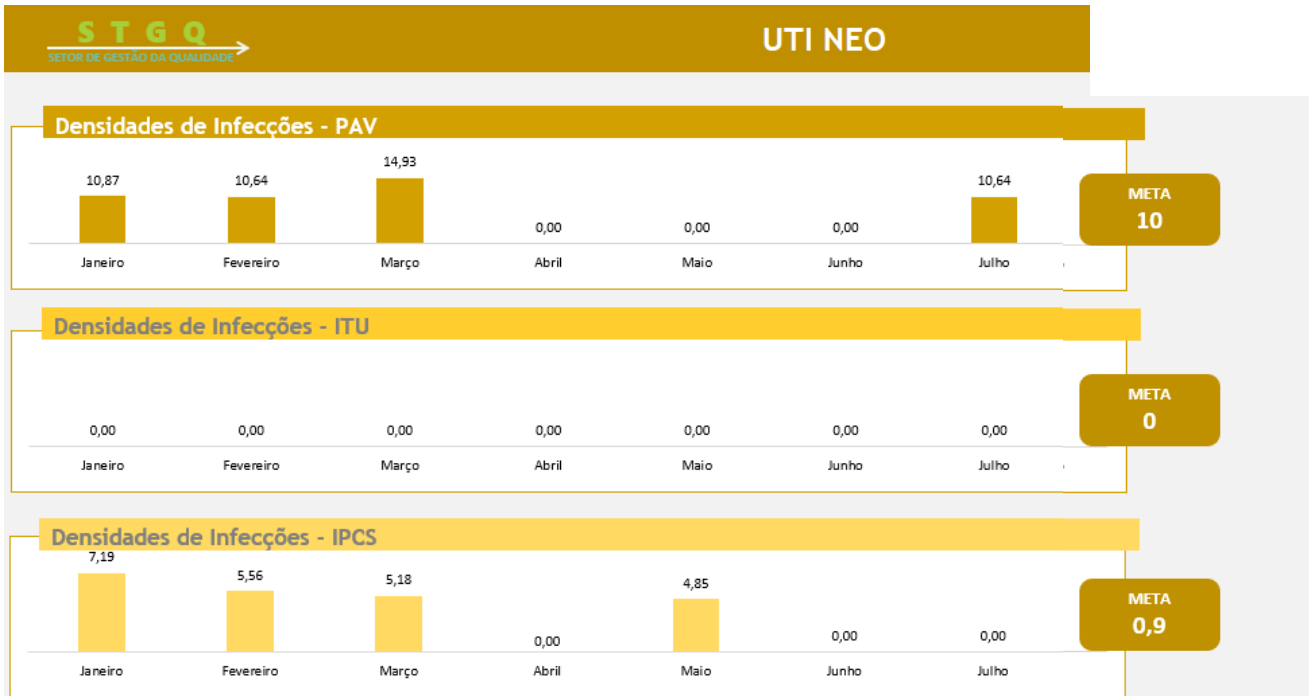 S T G Q
SETOR DE GESTÃO DA QUALIDADE
UTI NEO
Densidades de Infecções - PAV
10,87 10,64 14,93 0,00 0,00 0,00 10,64
Janeiro Fevereiro Março Abril Maio Junho Julho
META
10
Densidades de Infecções - ITU
0,00 0,00 0,00 0,00 0,00 0,00 0,00
Janeiro Fevereiro Março Abril Maio Junho Julho
META
0
Densidades de Infecções - IPCS
7,19 5,56 5,18 0,00 4,85 0,00 0,00
Janeiro Fevereiro Março Abril Maio Junho Julho
META
0,9